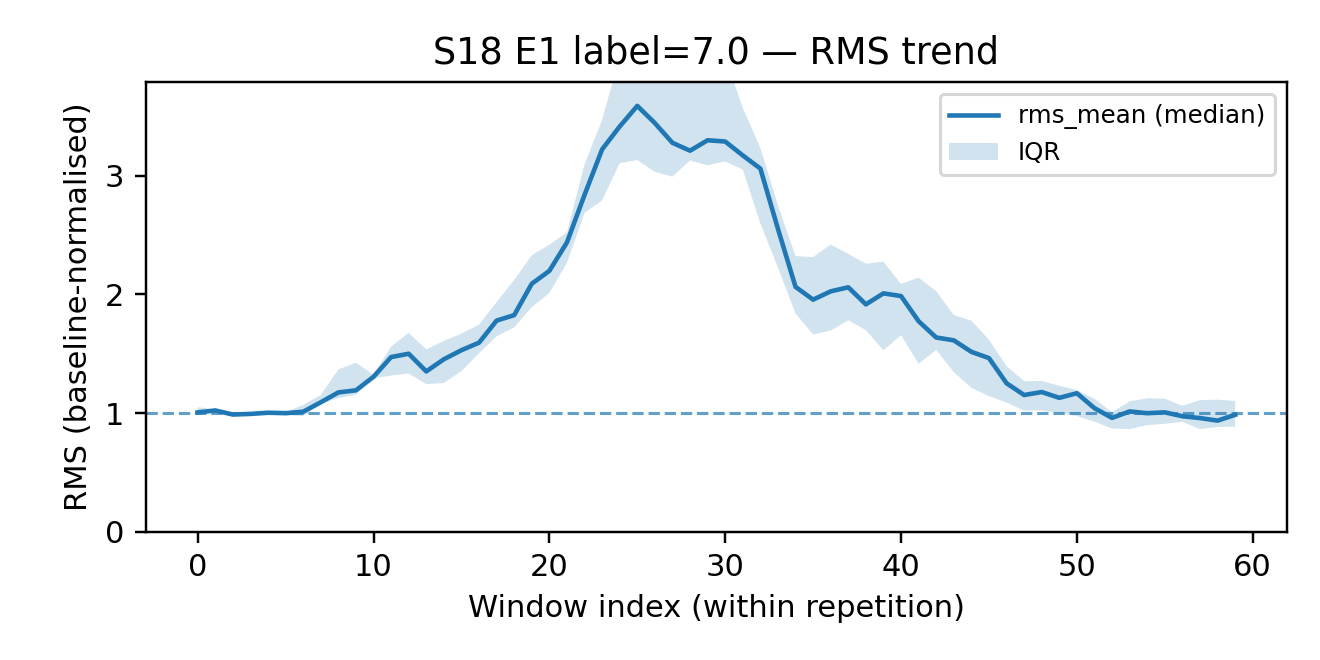 S18 E1 label=7.0 — RMS trend
rms_mean (median)
IQR
RMS (baseline-normalised)
3
2
1
0
0 10 20 30 40 50 60
Window index (within repetition)